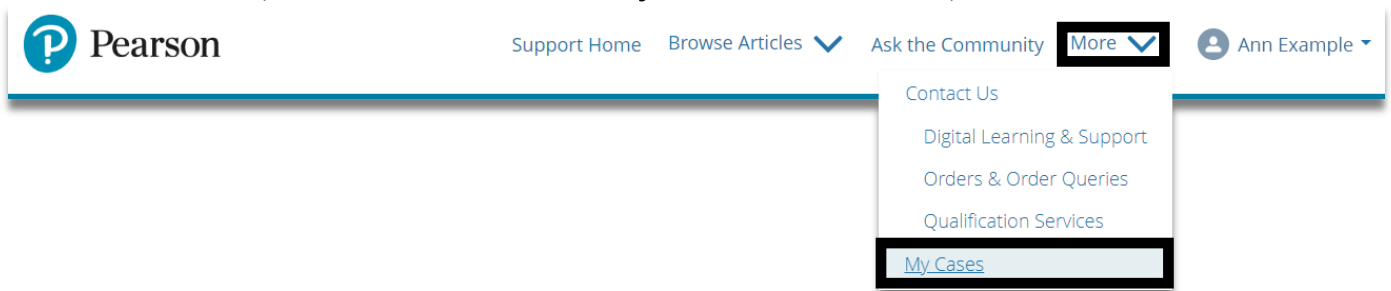 Pearson
Support Home Browse Articles Ask the Community More Ann Example
Contact Us
Digital Learning & Support
Orders & Order Queries
Qualification Services
My Cases